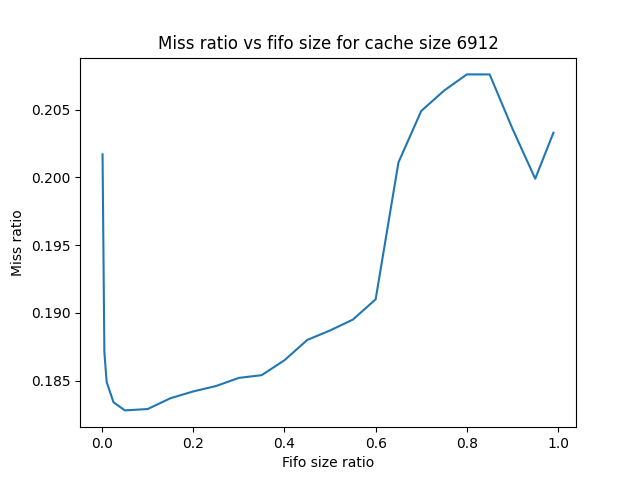 Miss ratio vs fifo size for cache size 6912
0.205
0.200
0.195
0.190
0.185
Miss ratio
0.0 0.2 0.4 0.6 0.8 1.0
Fifo size ratio